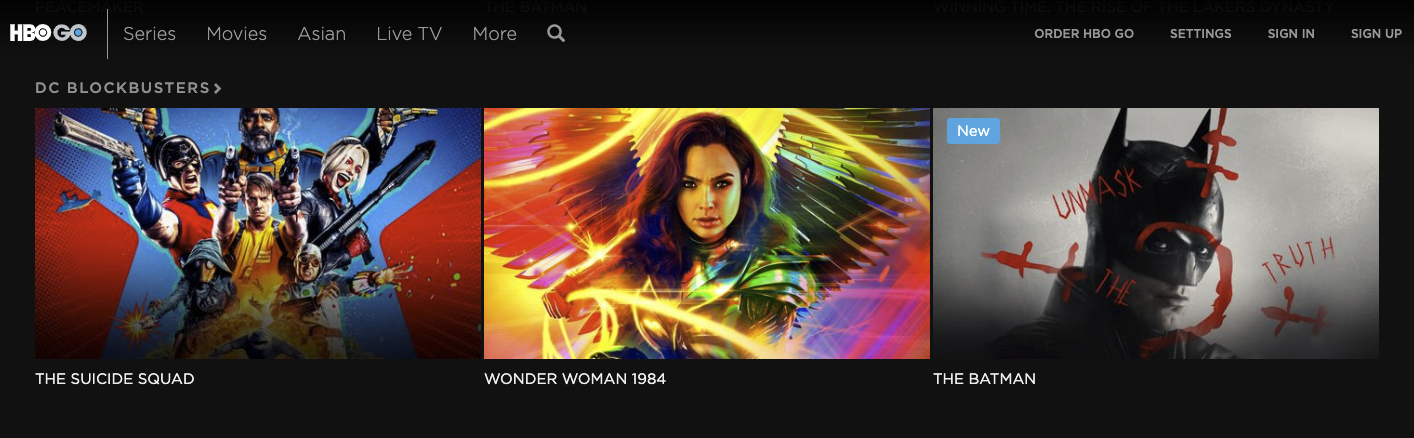 PEACEMAKER
THE BATMAN
WINNING TIME: THE RISE OF THE LAKERS DYNASTY
HBO GO
Series
Movies
Asian
Live TV
More
ORDER HBO GO
SETTINGS
SIGN IN
SIGN UP
DC BLOCKBUSTERS
New
UNMASK
THE
TRUTH
THE SUICIDE SQUAD
WONDER WOMAN 1984
THE BATMAN